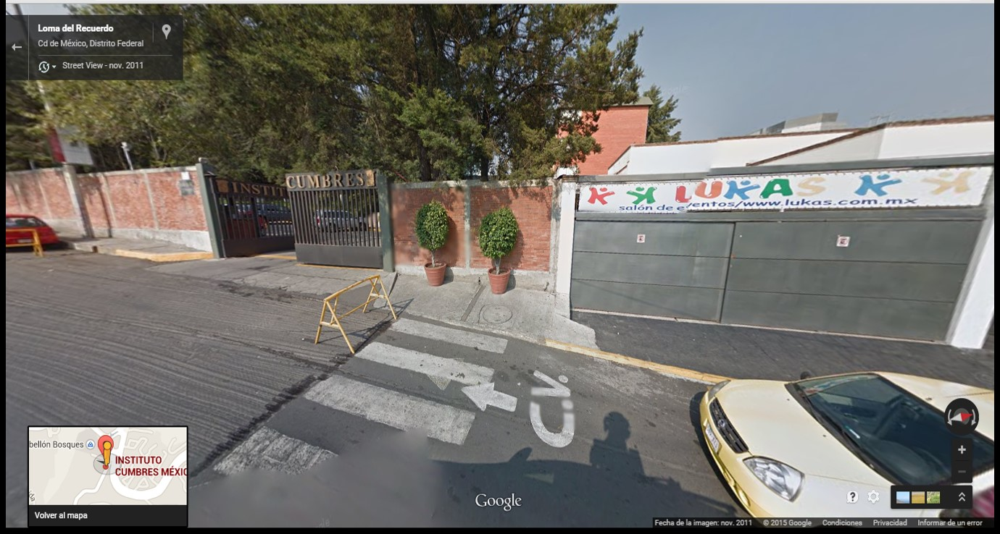 Loma del Recuerdo
Cd de México, Distrito Federal
Street View - nov. 2011
INSTIT
CUMBRES
LUKAS
salón de eventos/www.lukas.com.mx
C.V.
bellón Bosques
INSTITUTO
CUMBRES MÉXIC
Volver al mapa
Google
Fecha de la imagen: nov. 2011 © 2015 Google Condiciones Privacidad Informar de un error